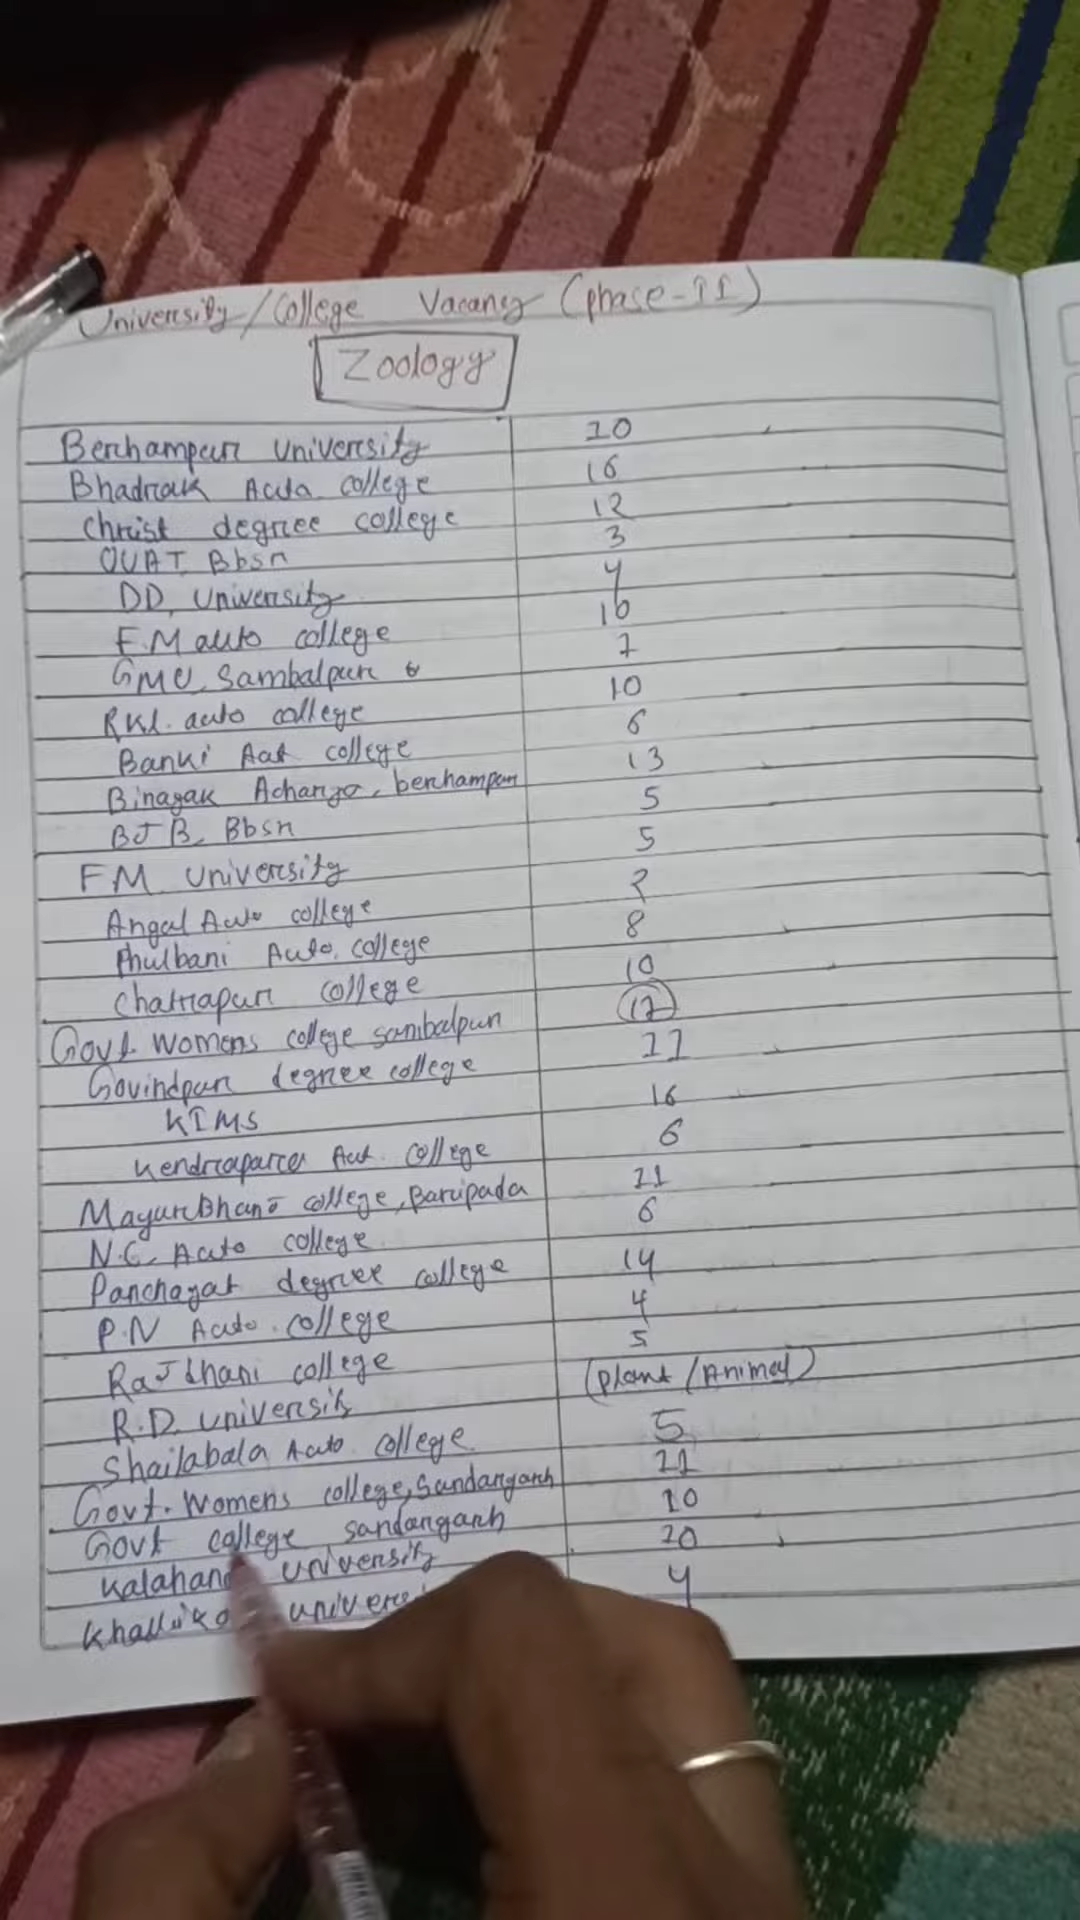 University/College Vacancy (phase-II)
Zoology
Berhampur University 20
Bhadrak Auto college 16
Christ degree college 12
OUAT, Bbsr 3
DD, University 4
F.M auto college 10
GMU, Sambalpur 7
RKL. auto college 10
Banki Aut college 6
Binayak Acharya, berhampur 13
BJB, Bbsr 5
FM University 5
Angul Auto college 2
Phulbani Auto. college 8
Chatrapur college 10
Govt Womens college sambalpur 17
Govindpur degree college 11
KIMS 16
Kendrapara Aut. college 6
MayurBhanj college, Baripada 21
N.C. Auto college 6
Panchayat degree college 14
P.N Auto. college 4
Rajdhani college 5
R.D. university (plant/Animal)
Shailabala Auto. college 5
Govt. Womens college, Sundargarh 21
Govt college sundargarh 10
university 20
4